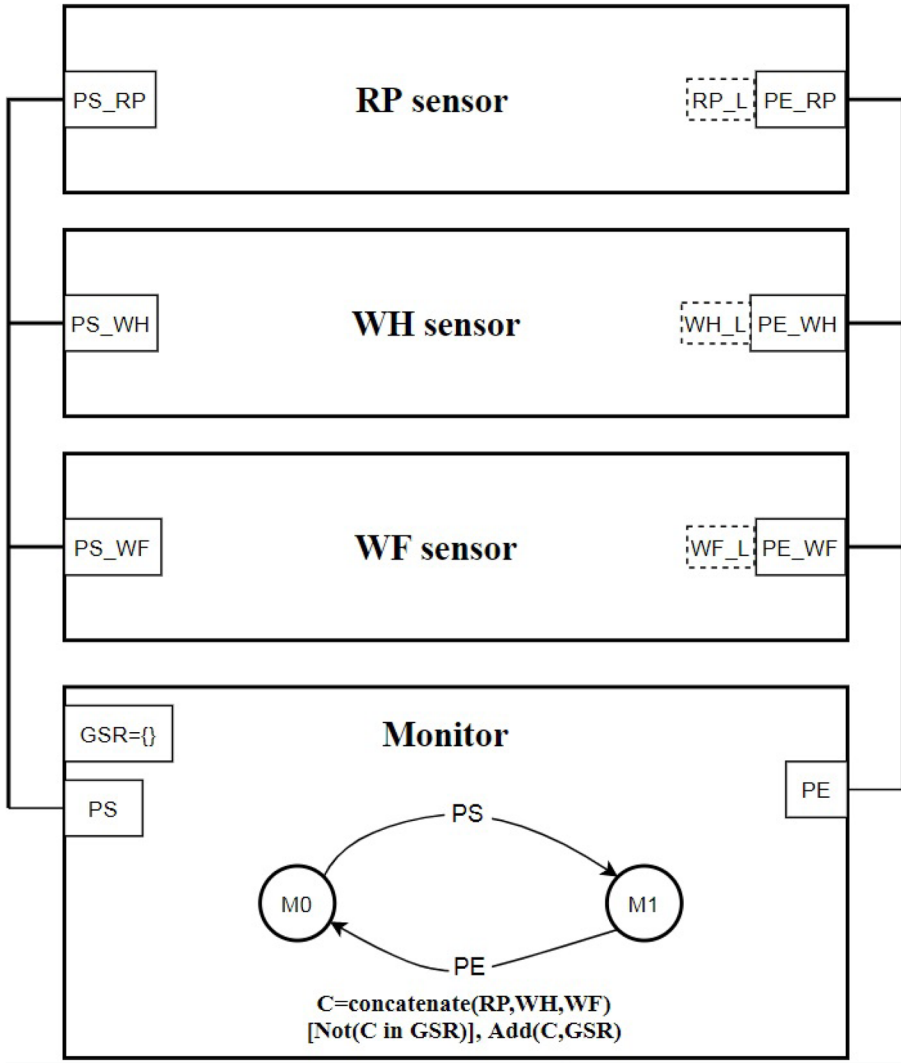 PS_RP
RP sensor
RP_L
PE_RP
PS_WH
WH sensor
WH_L
PE_WH
PS_WF
WF sensor
WF_L
PE_WF
GSR={}
Monitor
PS
PE
PS
M0
M1
PE
C=concatenate(RP,WH,WF)
[Not(C in GSR)], Add(C,GSR)